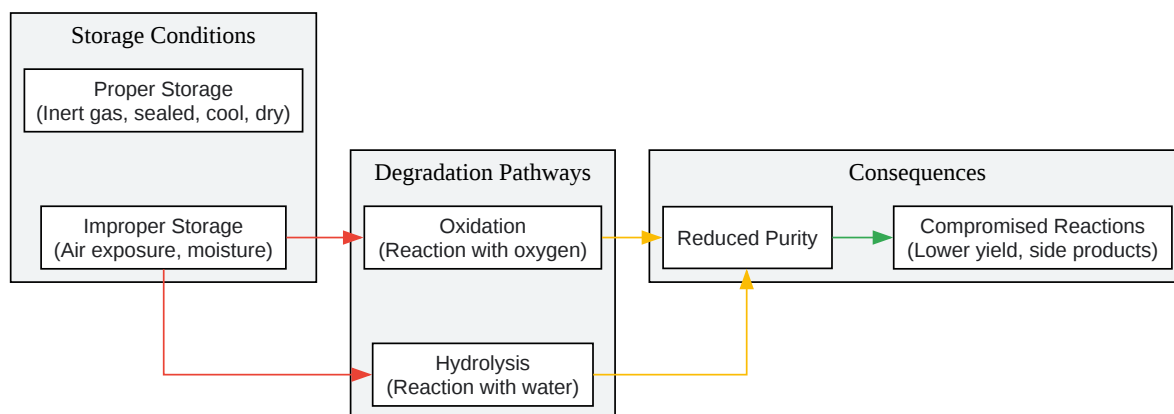 Storage Conditions
Proper Storage
(Inert gas, sealed, cool, dry)
Improper Storage
(Air exposure, moisture)
Degradation Pathways
Oxidation
(Reaction with oxygen)
Hydrolysis
(Reaction with water)
Consequences
Reduced Purity
Compromised Reactions
(Lower yield, side products)